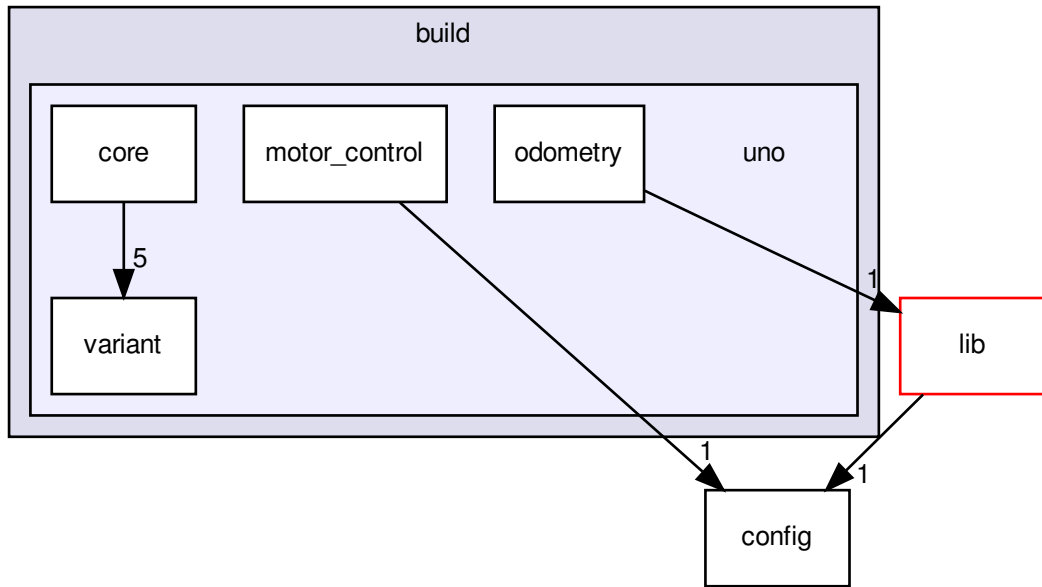 build
core
motor_control
odometry
uno
5
1
variant
lib
1
1
config